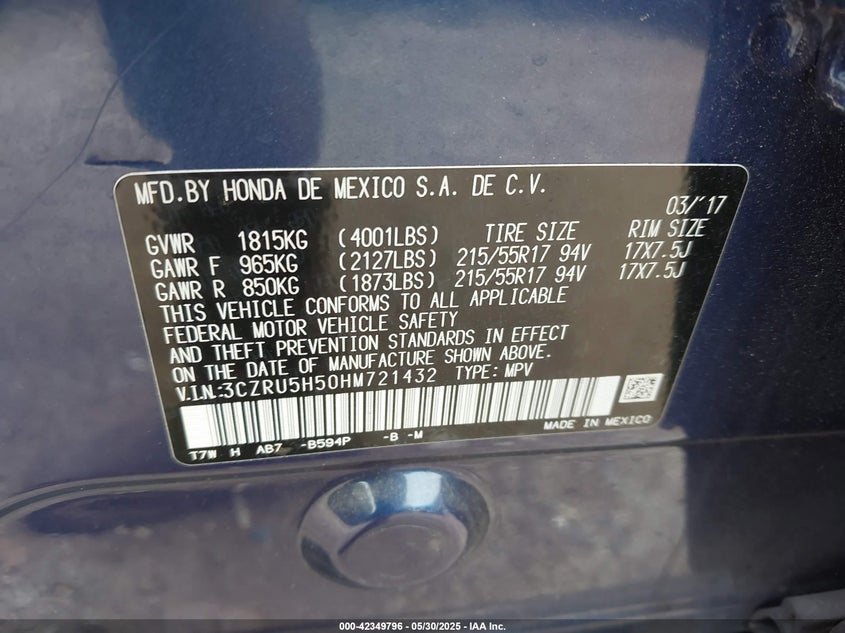 MFD.BY HONDA DE MEXICO S.A. DE C.V.
03/'17
GVWR 1815KG (4001LBS) TIRE SIZE RIM SIZE
GAWR F 965KG (2127LBS) 215/55R17 94V 17X7.5J
GAWR R 850KG (1873LBS) 215/55R17 94V 17X7.5J
THIS VEHICLE CONFORMS TO ALL APPLICABLE
FEDERAL MOTOR VEHICLE SAFETY
AND THEFT PREVENTION STANDARDS IN EFFECT
ON THE DATE OF MANUFACTURE SHOWN ABOVE.
V.I.N.:3CZRU5H50HM721432 TYPE: MPV
MADE IN MEXICO
T7W H AB7 -B594P -B -M
000-42349796 - 05/30/2025 - IAA Inc.